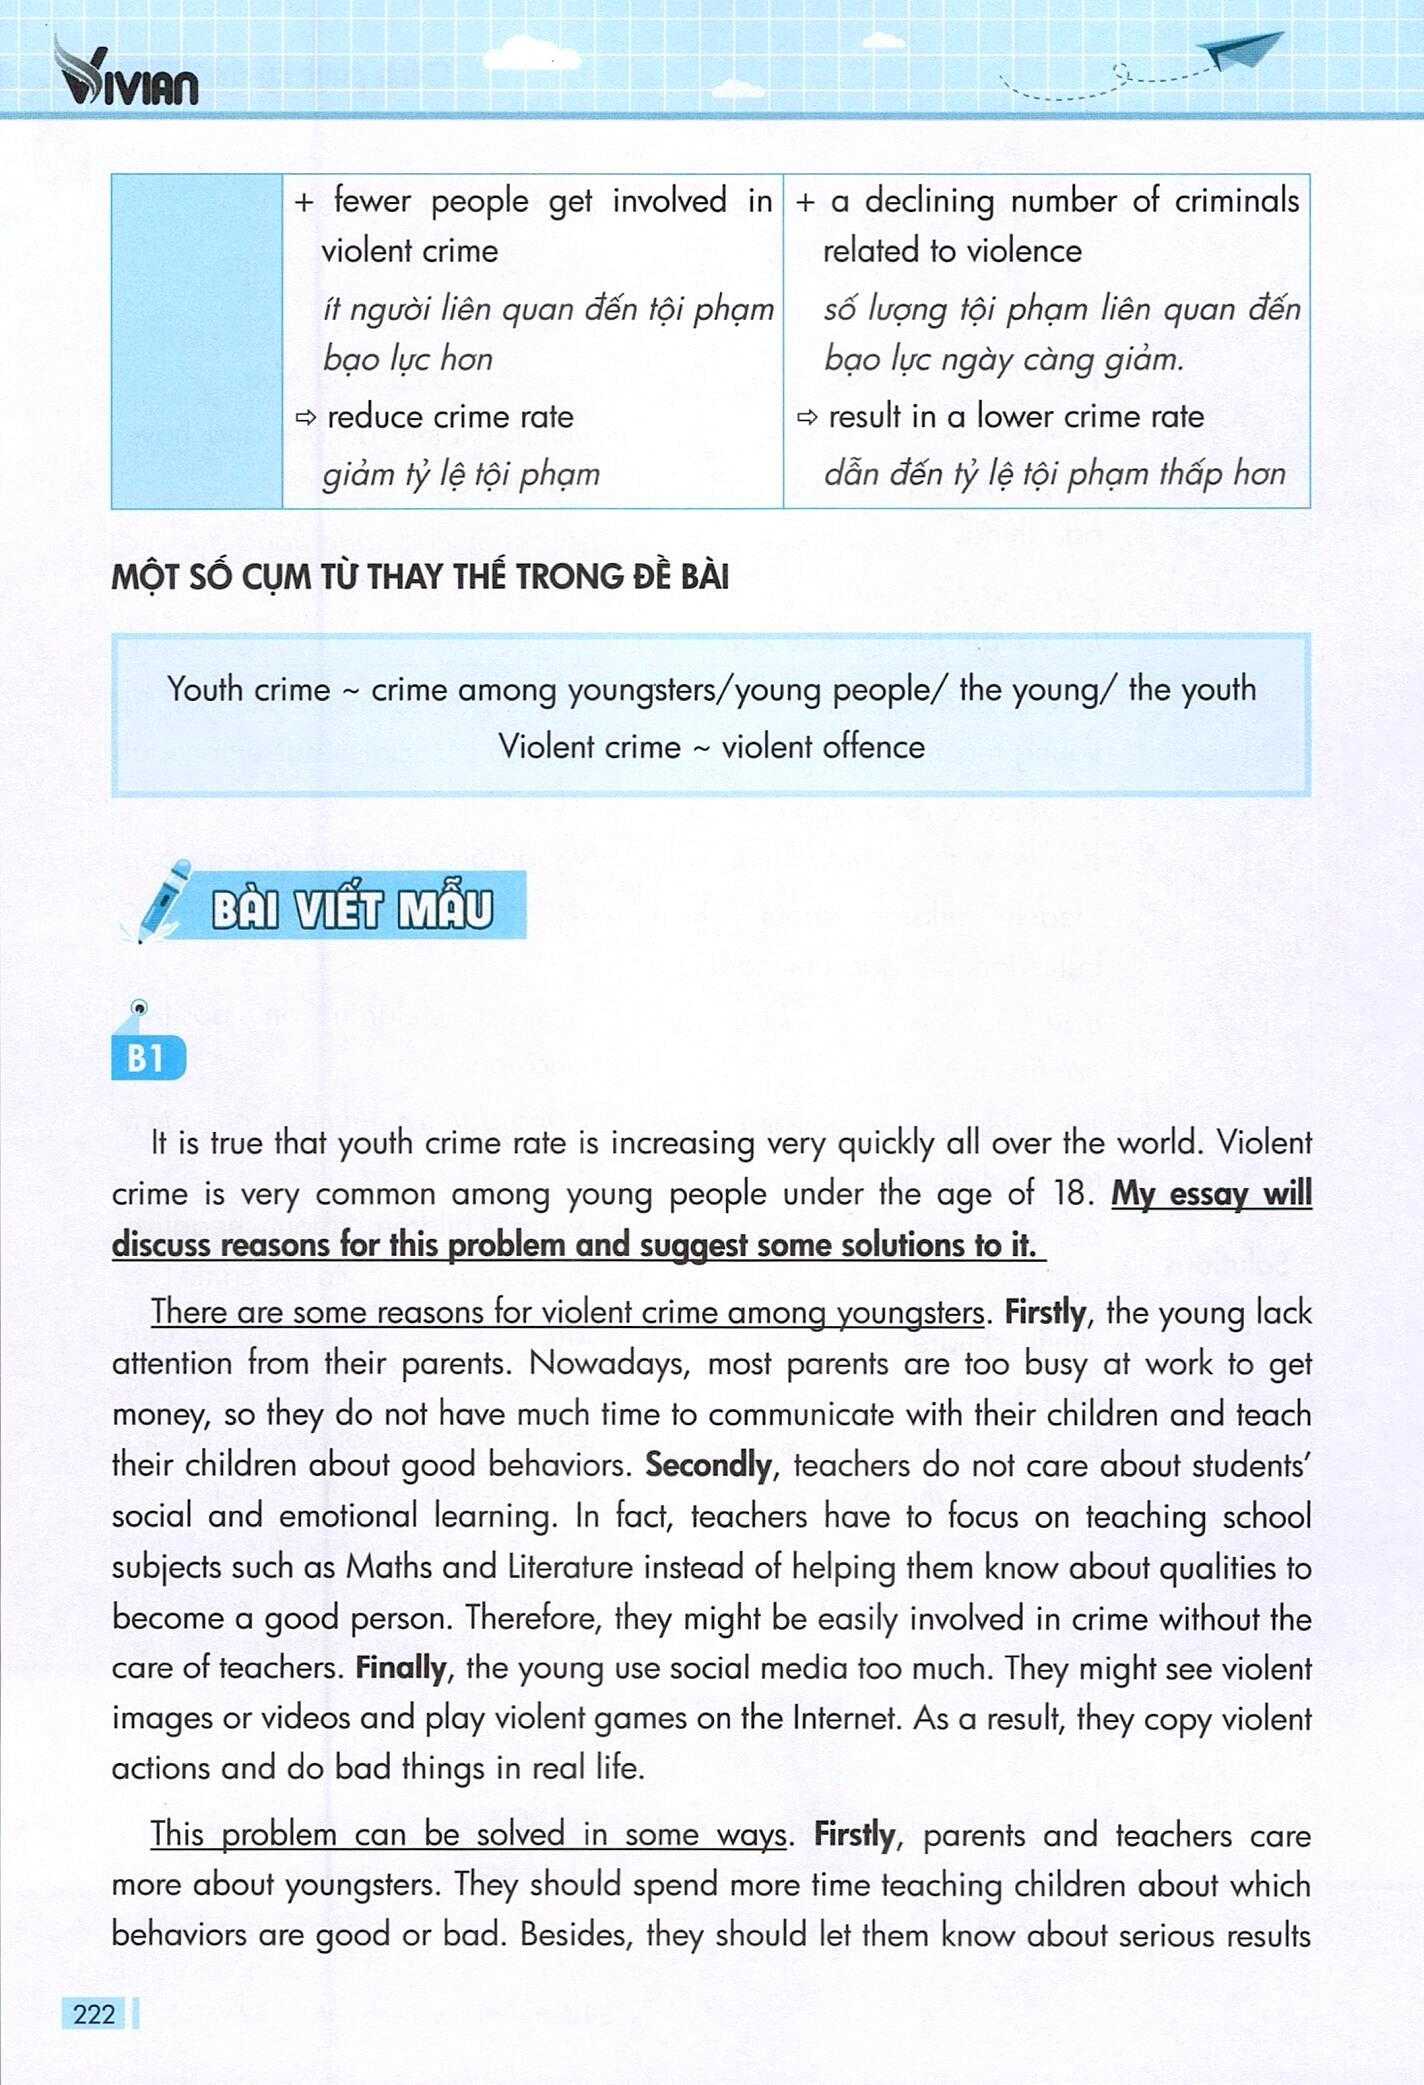 VIVIAN
+ fewer people get involved in
violent crime
ít người liên quan đến tội phạm
bạo lực hơn
⇨ reduce crime rate
giảm tỷ lệ tội phạm
+ a declining number of criminals
related to violence
số lượng tội phạm liên quan đến
bạo lực ngày càng giảm.
⇨ result in a lower crime rate
dẫn đến tỷ lệ tội phạm thấp hơn
MỘT SỐ CỤM TỪ THAY THẾ TRONG ĐỀ BÀI
Youth crime ~ crime among youngsters/young people/ the young/ the youth
Violent crime ~ violent offence
BÀI VIẾT MẪU
B1
It is true that youth crime rate is increasing very quickly all over the world. Violent
crime is very common among young people under the age of 18. My essay will
discuss reasons for this problem and suggest some solutions to it.
There are some reasons for violent crime among youngsters. Firstly, the young lack
attention from their parents. Nowadays, most parents are too busy at work to get
money, so they do not have much time to communicate with their children and teach
their children about good behaviors. Secondly, teachers do not care about students'
social and emotional learning. In fact, teachers have to focus on teaching school
subjects such as Maths and Literature instead of helping them know about qualities to
become a good person. Therefore, they might be easily involved in crime without the
care of teachers. Finally, the young use social media too much. They might see violent
images or videos and play violent games on the Internet. As a result, they copy violent
actions and do bad things in real life.
This problem can be solved in some ways. Firstly, parents and teachers care
more about youngsters. They should spend more time teaching children about which
behaviors are good or bad. Besides, they should let them know about serious results
222